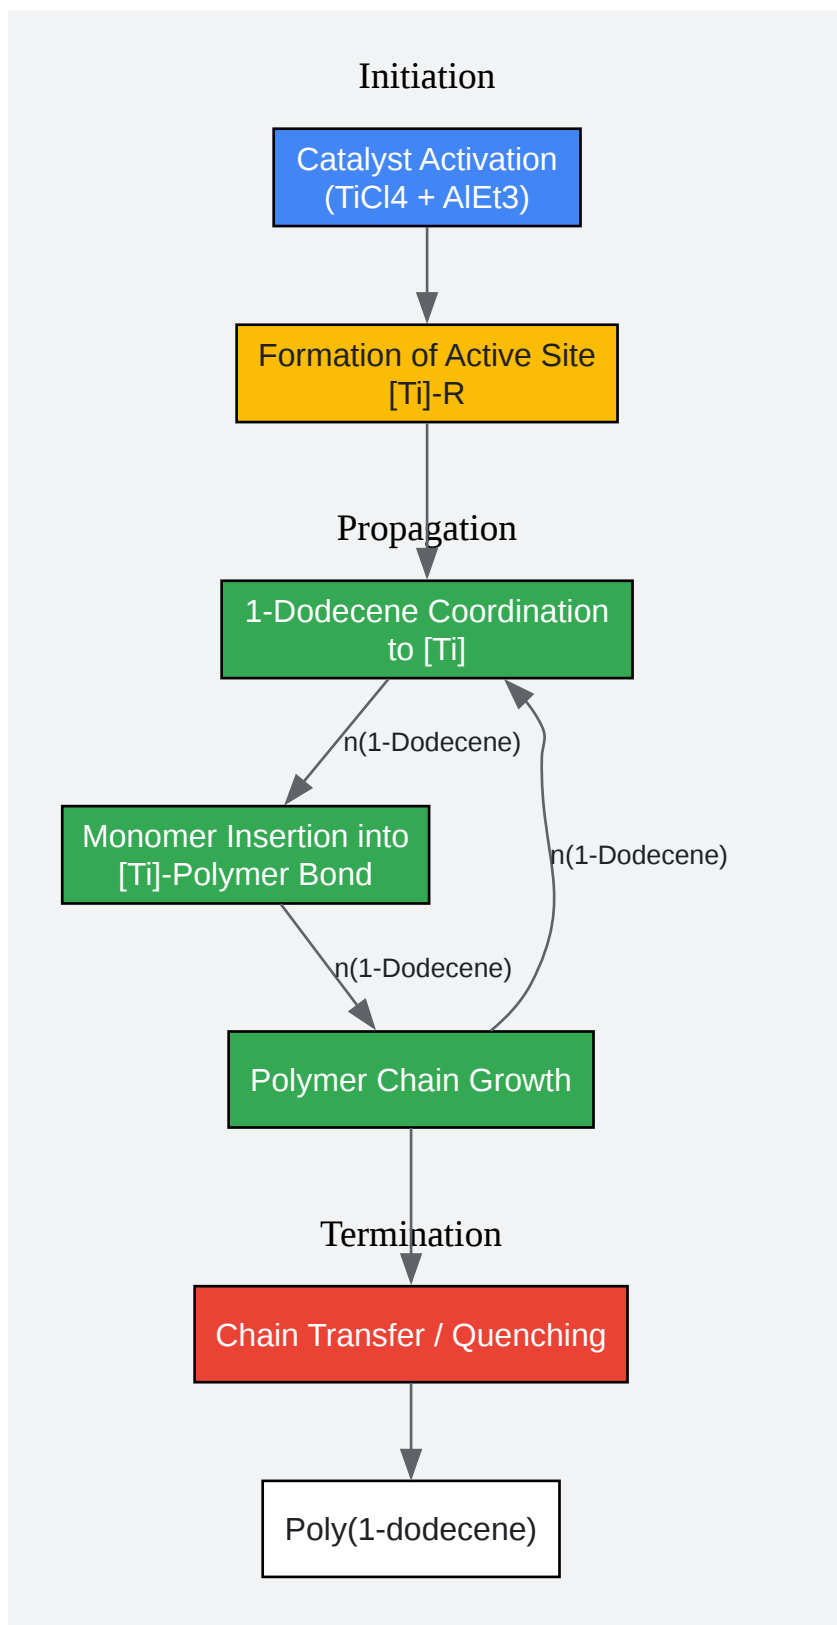 Initiation
Catalyst Activation
(TiCl4 + AlEt3)
Formation of Active Site
[Ti]-R
Propagation
1-Dodecene Coordination
to [Ti]
n(1-Dodecene)
Monomer Insertion into
[Ti]-Polymer Bond
n(1-Dodecene)
n(1-Dodecene)
Polymer Chain Growth
Termination
Chain Transfer / Quenching
Poly(1-dodecene)